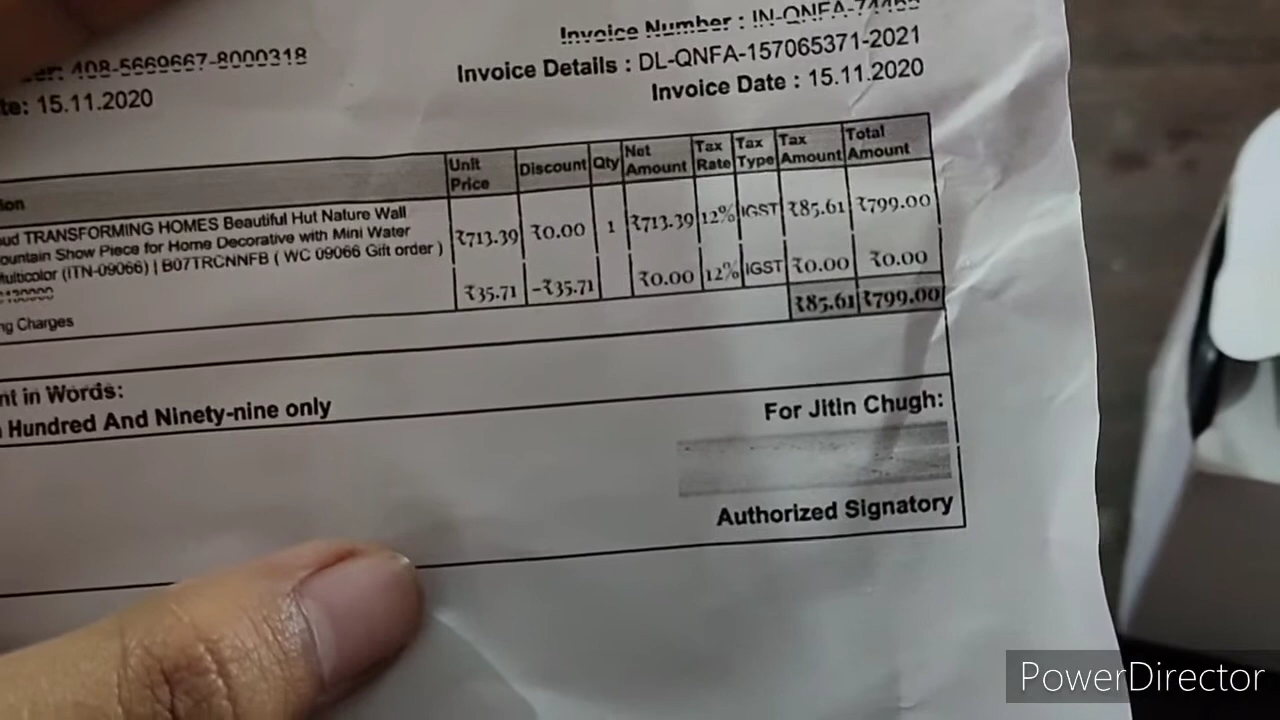 408-5669667-8000318
te: 15.11.2020
Invoice Number :
Invoice Details : DL-QNFA-157065371-2021
Invoice Date : 15.11.2020
ion
Unit Price
Discount
Qty
Net Amount
Tax Rate
Tax Type
Tax Amount
Total Amount
ud TRANSFORMING HOMES Beautiful Hut Nature Wall
ountain Show Piece for Home Decorative with Mini Water
ulticolor (ITN-09066) | B07TRCNNFB ( WC 09066 Gift order )
₹713.39 ₹0.00 1 ₹713.39 12% IGST ₹85.61 ₹799.00
ng Charges
₹35.71 -₹35.71 ₹0.00 12% IGST ₹0.00 ₹0.00
₹85.61 ₹799.00
nt in Words:
Hundred And Ninety-nine only
For Jitin Chugh:
Authorized Signatory
PowerDirector